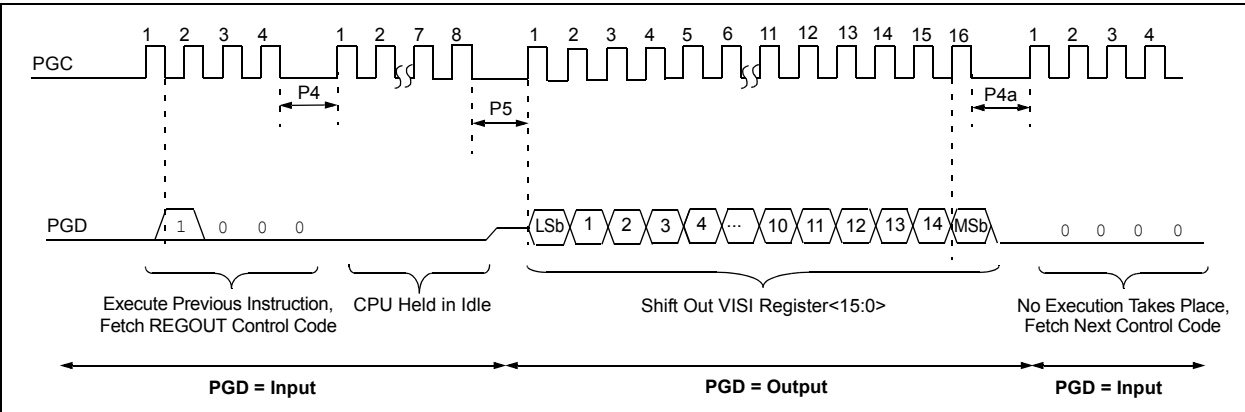 1 2 3 4 1 2 7 8 1 2 3 4 5 6 11 12 13 14 15 16 1 2 3 4
PGC
P4 P5 P4a
PGD 1 0 0 0 LSb 1 2 3 4 ... 10 11 12 13 14 MSb 0 0 0 0
Execute Previous Instruction,
Fetch REGOUT Control Code
CPU Held in Idle
Shift Out VISI Register<15:0>
No Execution Takes Place,
Fetch Next Control Code
PGD = Input PGD = Output PGD = Input